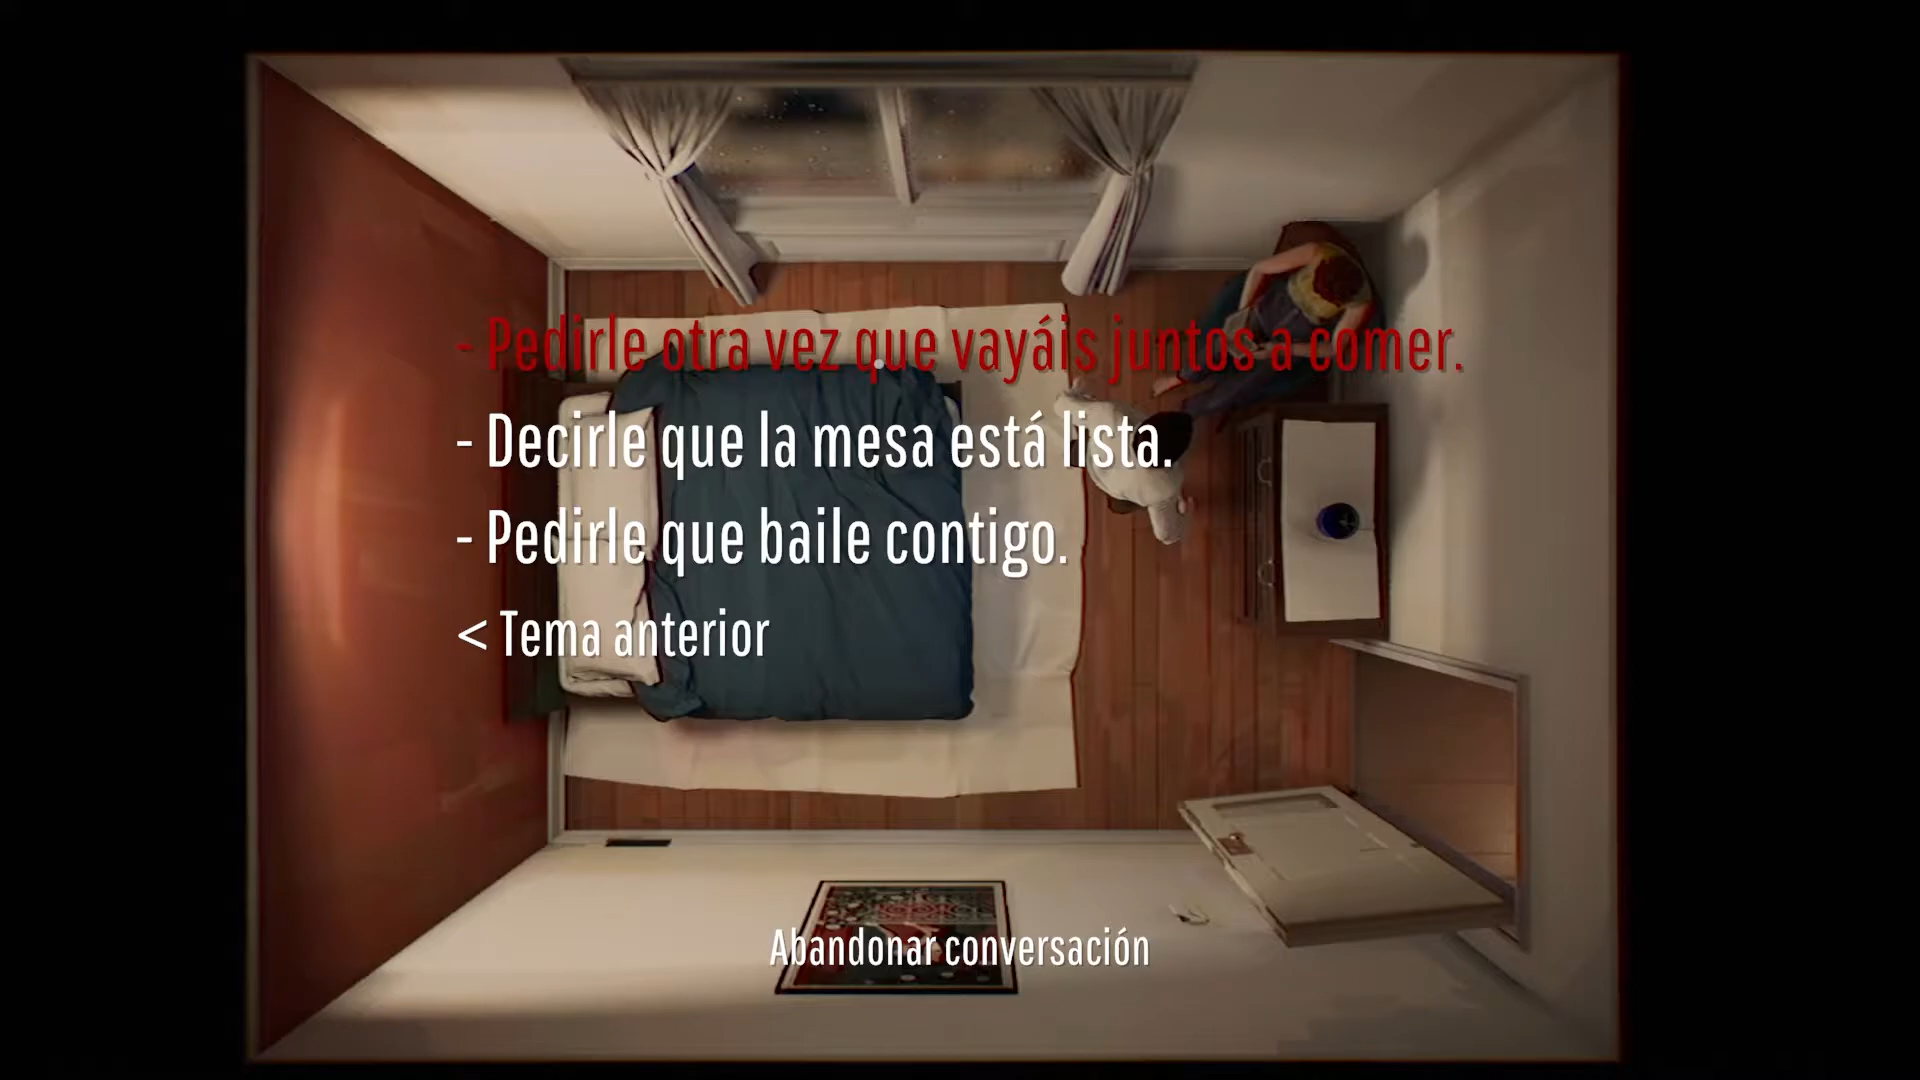 - Pedirle otra vez que vayáis juntos a comer.
- Decirle que la mesa está lista.
- Pedirle que baile contigo.
< Tema anterior
Abandonar conversación